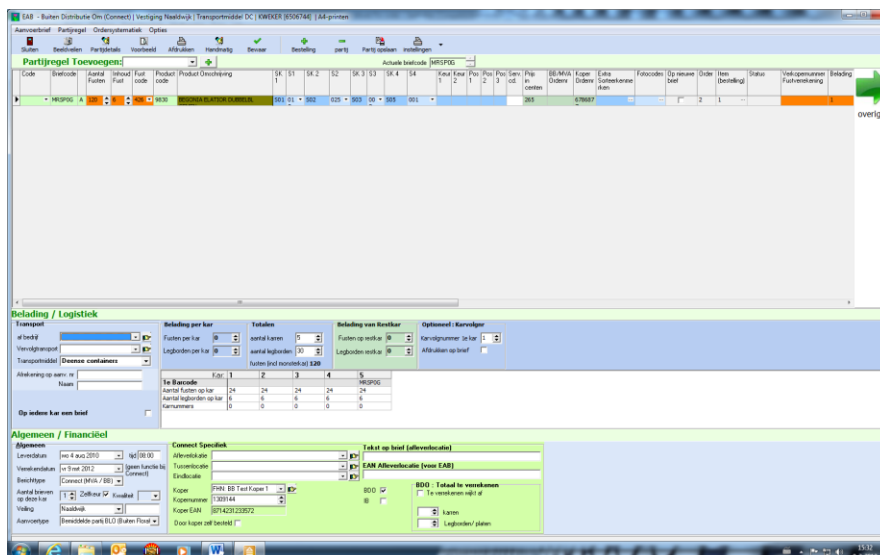 EAB - Buiten Distributie Om (Connect) | Vestiging Naaldwijk | Transportmiddel DC | KWEKER [6506744] | A4-printen
Aanvoerbrief Partijregel Ordersystematiek Opties
Sluiten Beeldvelen Partijdetails Voorbeeld Afdrukken Handmatig Bewaar Bestelling partij Partij opslaan instellingen
Partijregel Toevoegen: Actuele briefcode MRSP0G
Code Briefcode Aantal Fusten Inhoud Fust Fust code Product code Product Omschrijving SK 1 S1 SK 2 S2 SK 3 S3 SK 4 S4 Keur 1 Keur 2 Pos 1 Pos 2 Pos 3 Serv. cd. Prijs in centen BB/MVA Ordernr Koper Ordernr Extra Sorteerkenmerken Fotocodes Op nieuwe brief Order Item (bestelling) Status Verkopernummer Fustverrekening Belading
MRSP0G A 120 6 426 9830 BEGONIA ELATIOR DUBBELBL S01 01 S02 025 S03 00 S05 001 265 678687 2 1 1
overig
Belading / Logistiek
Transport Belading per kar Totalen Belading van Restkar Optioneel : Karvolgnr
af bedrijf Fusten per kar 0 aantal karren 5 Fusten op restkar 0 Karvolgnummer 1e kar 1
Vervolgtransport Legborden per kar 0 aantal legborden 30 Legborden restkar 0 Afdrukken op brief
Transportmiddel Deense containers fusten (incl monsterkar) 120
Afrekening op aanv. nr Kar: 1 2 3 4 5
Naam 1e Barcode MRSP0G
Aantal fusten op kar 24 24 24 24 24
Aantal legborden op kar 6 6 6 6 6
Karnummers 0 0 0 0 0
Op iedere kar een brief
Algemeen / Financiëel
Algemeen Connect Specifiek Tekst op brief (afleverlocatie)
Leverdatum wo 4 aug 2010 tijd 08:00 Afleverlokatie
Verrekendatum vr 9 mrt 2012 (geen functie bij Connect) Tussenlocatie EAN Afleverlocatie (voor EAB)
Berichttype Connect (MVA / BB) Eindlocatie
Aantal brieven op deze kar 1 Zelfkeur Kwaliteit Koper FHN: BB Test Koper 1 BDO BDO : Totaal te verrekenen
Kopernummer 1309144 Te verrekenen wijkt af
Veiling Naaldwijk Koper EAN 8714231233572 karren
Aanvoertype Bemiddelde partij BLO (Buiten Floral Door koper zelf besteld Legborden/ platen
15:32